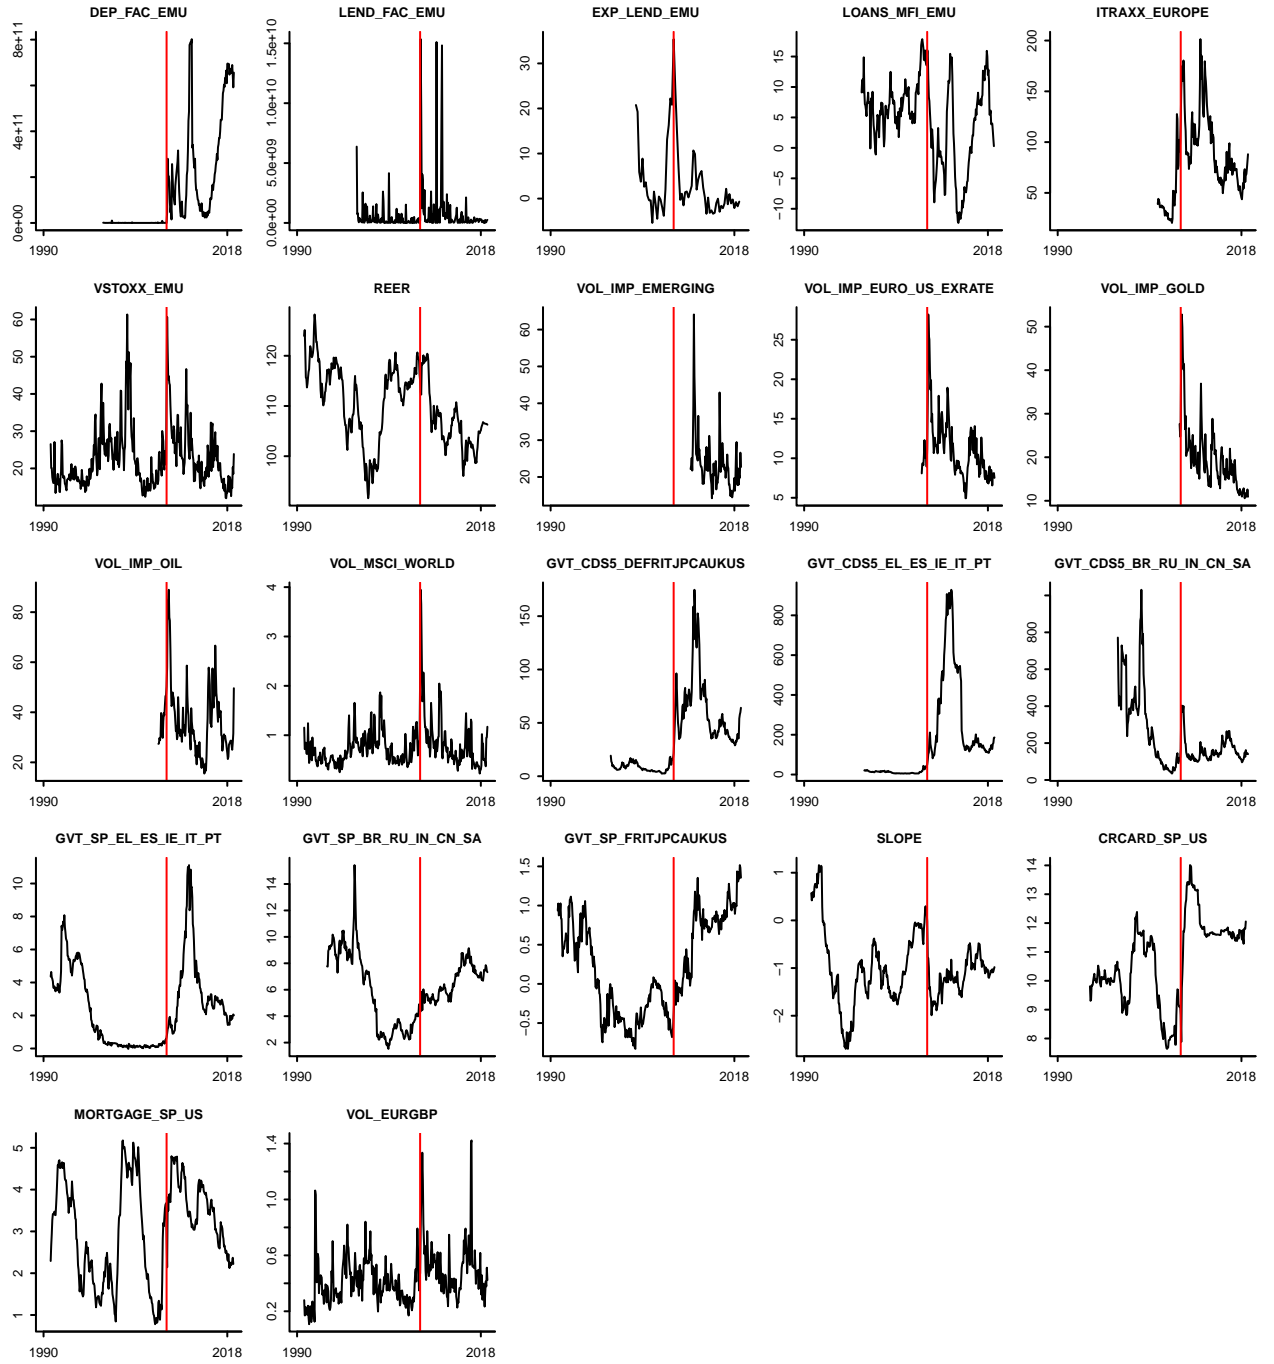 DEP_FAC_EMU LEND_FAC_EMU EXP_LEND_EMU LOANS_MFI_EMU ITRAXX_EUROPE
0e+00 4e+11 8e+11
0.0e+00 5.0e+09 1.0e+10 1.5e+10
0 10 20 30
−10 −5 0 5 10 15
50 100 150 200
1990 2018 1990 2018 1990 2018 1990 2018 1990 2018
VSTOXX_EMU REER VOL_IMP_EMERGING VOL_IMP_EURO_US_EXRATE VOL_IMP_GOLD
20 30 40 50 60
100 110 120
20 30 40 50 60
5 10 15 20 25
10 20 30 40 50
1990 2018 1990 2018 1990 2018 1990 2018 1990 2018
VOL_IMP_OIL VOL_MSCI_WORLD GVT_CDS5_DEFRITJPCAUKUS GVT_CDS5_EL_ES_IE_IT_PT GVT_CDS5_BR_RU_IN_CN_SA
20 40 60 80
1 2 3 4
0 50 100 150
0 200 400 600 800
0 200 400 600 800
1990 2018 1990 2018 1990 2018 1990 2018 1990 2018
GVT_SP_EL_ES_IE_IT_PT GVT_SP_BR_RU_IN_CN_SA GVT_SP_FRITJPCAUKUS SLOPE CRCARD_SP_US
0 2 4 6 8 10
2 4 6 8 10 12 14
−0.5 0.0 0.5 1.0 1.5
−2 −1 0 1
8 9 10 11 12 13 14
1990 2018 1990 2018 1990 2018 1990 2018 1990 2018
MORTGAGE_SP_US VOL_EURGBP
1 2 3 4 5
0.2 0.6 1.0 1.4
1990 2018 1990 2018